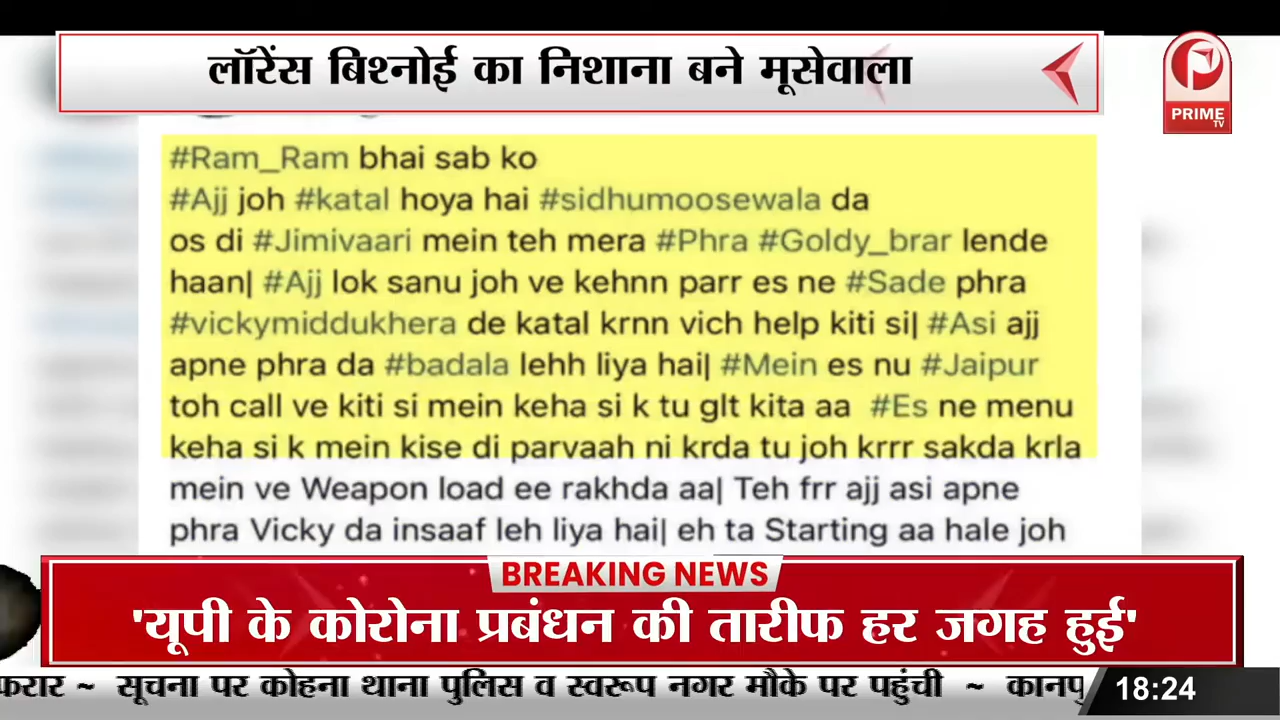 लॉरेंस बिश्नोई का निशाना बने मूसेवाला
PRIME
TV
#Ram_Ram bhai sab ko
#Ajj joh #katal hoya hai #sidhumoosewala da
os di #Jimivaari mein teh mera #Phra #Goldy_brar lende
haan| #Ajj lok sanu joh ve kehnn parr es ne #Sade phra
#vickymiddukhera de katal krnn vich help kiti si| #Asi ajj
apne phra da #badala lehh liya hai| #Mein es nu #Jaipur
toh call ve kiti si mein keha si k tu glt kita aa #Es ne menu
keha si k mein kise di parvaah ni krda tu joh krrr sakda krla
mein ve Weapon load ee rakhda aa| Teh frr ajj asi apne
phra Vicky da insaaf leh liya hai| eh ta Starting aa hale joh
BREAKING NEWS
'यूपी के कोरोना प्रबंधन की तारीफ हर जगह हुई'
फरार ~ सूचना पर कोहना थाना पुलिस व स्वरूप नगर मौके पर पहुंची ~ कानपु
18:24